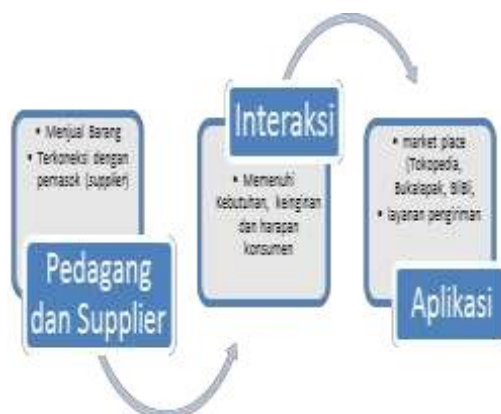 • Menjual Barang
• Terkoneksi dengan
pemasok (supplier)
Pedagang
dan Supplier
Interaksi
• Memenuhi
Kebutuhan, keinginan
dan harapan
konsumen
• market place
(Tokopedia,
Bukalapak, BliBli,
• layanan pengiriman
Aplikasi